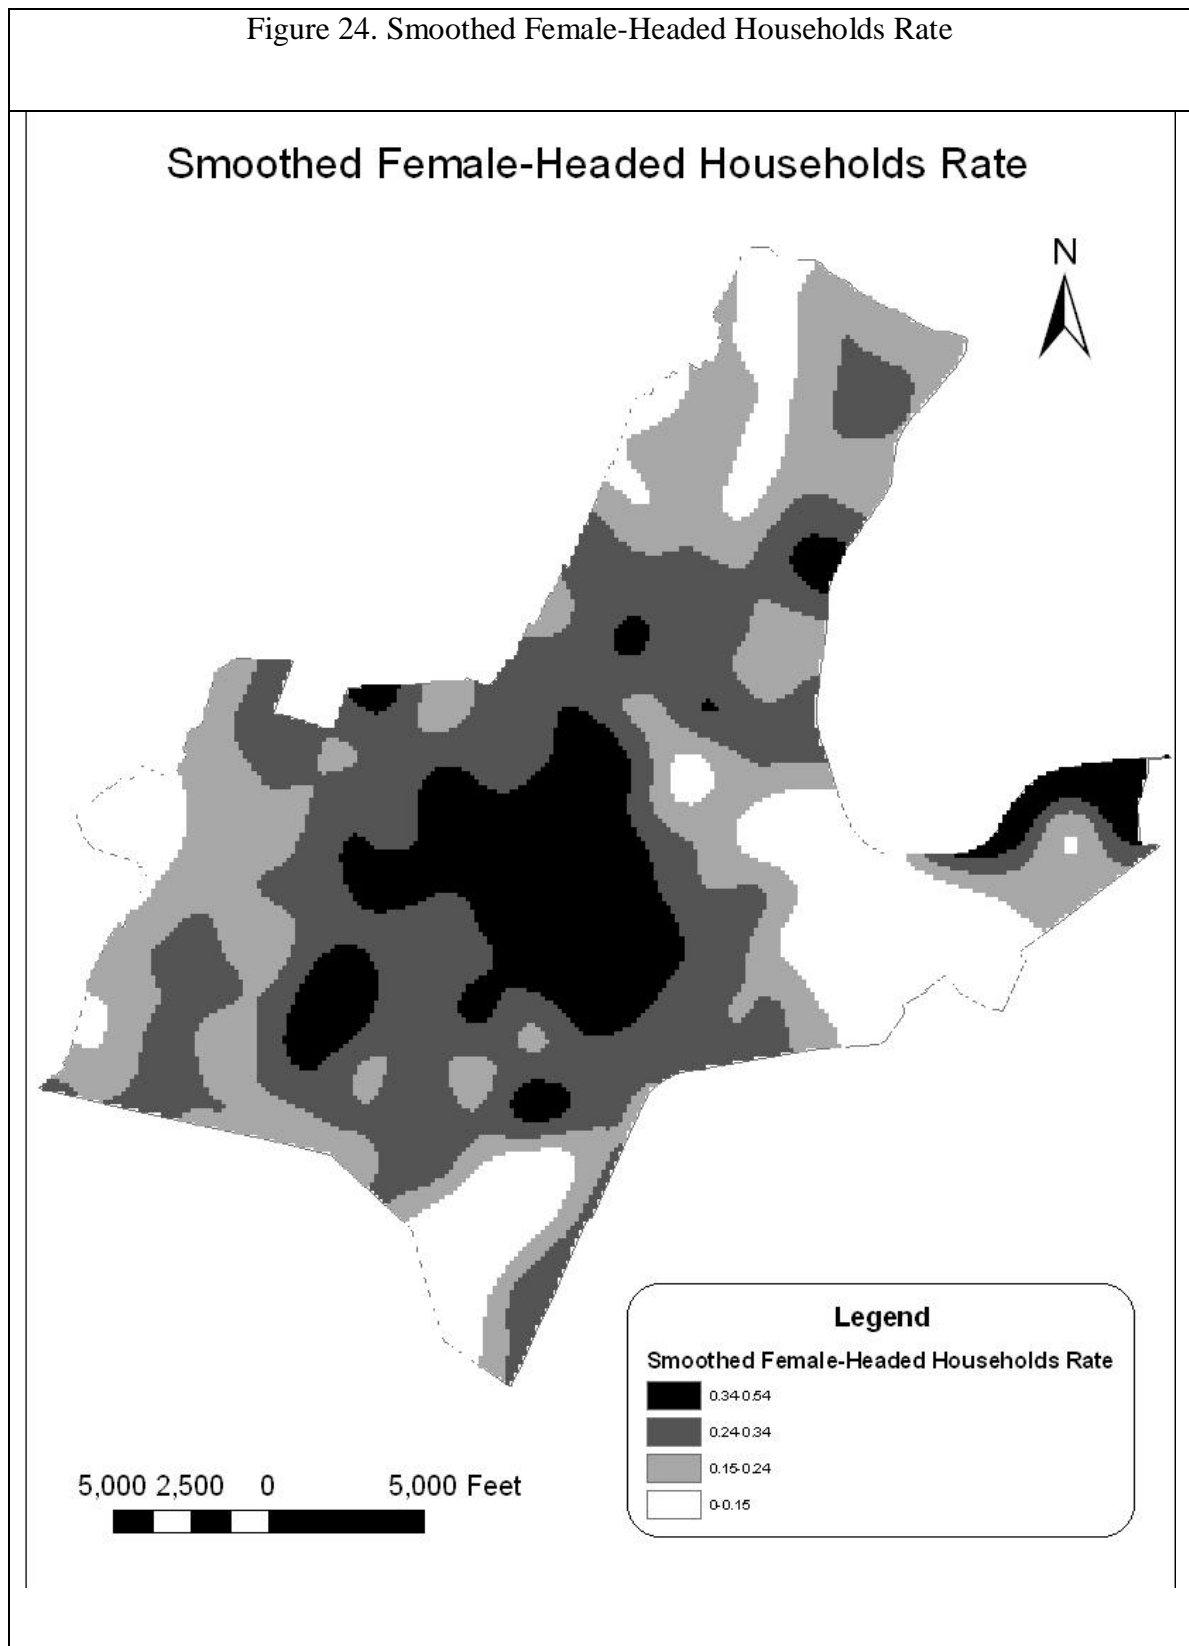 Figure 24. Smoothed Female-Headed Households Rate
Smoothed Female-Headed Households Rate
N
Legend
Smoothed Female-Headed Households Rate
0.34-0.54
0.24-0.34
0.15-0.24
0-0.15
5,000 2,500 0 5,000 Feet